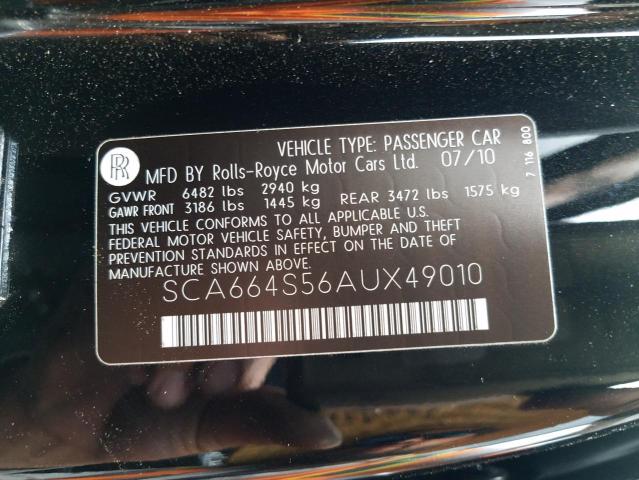 VEHICLE TYPE: PASSENGER CAR
RR
MFD BY Rolls-Royce Motor Cars Ltd. 07/10
GVWR 6482 lbs 2940 kg
GAWR FRONT 3186 lbs 1445 kg REAR 3472 lbs 1575 kg
THIS VEHICLE CONFORMS TO ALL APPLICABLE U.S.
FEDERAL MOTOR VEHICLE SAFETY, BUMPER AND THEFT
PREVENTION STANDARDS IN EFFECT ON THE DATE OF
MANUFACTURE SHOWN ABOVE.
SCA664S56AUX49010
7 116 800